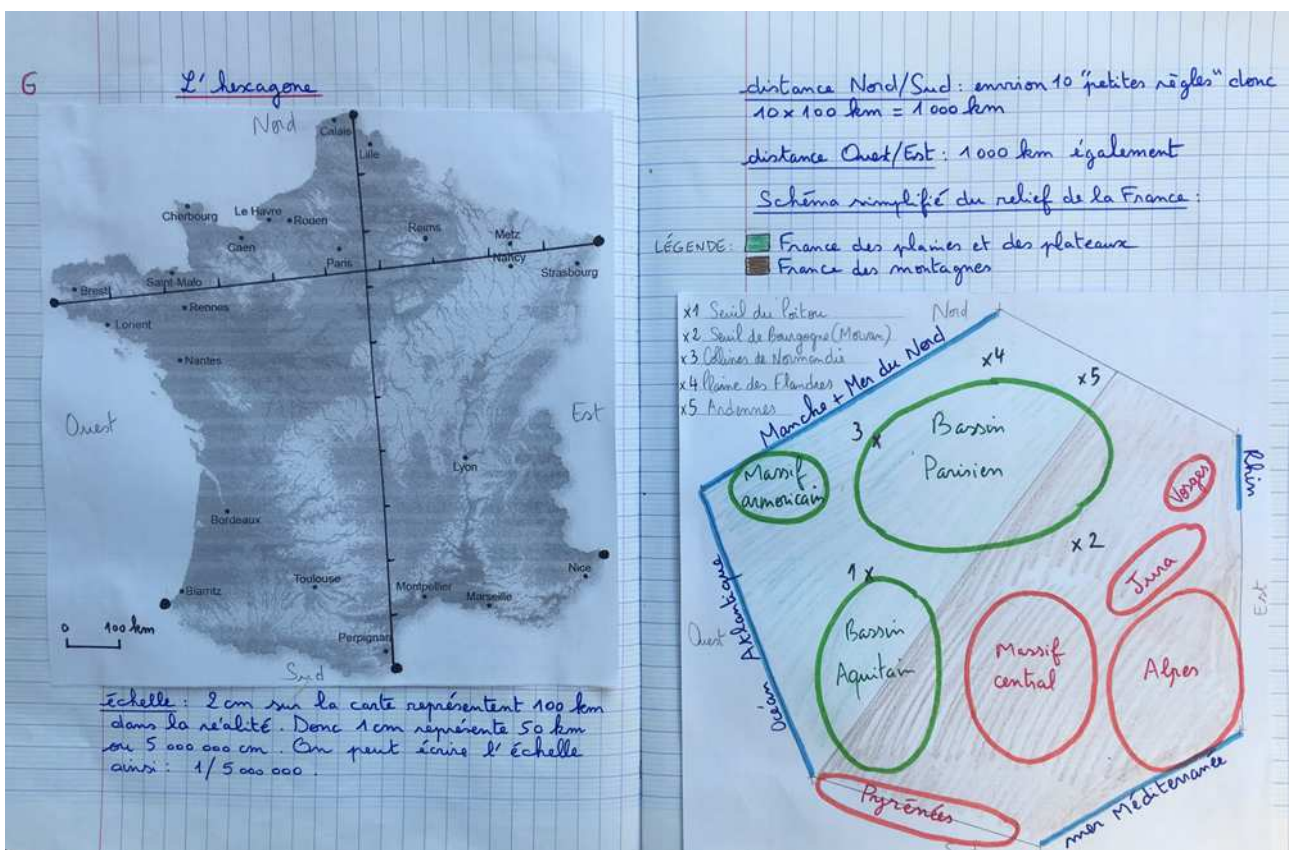 6
L'hexagone
Nord
Calais
Lille
Cherbourg
Le Havre
Rouen
Caen
Reims
Metz
Paris
Nancy
Strasbourg
Brest
Saint-Malo
Rennes
Lorient
Nantes
Ouest
Est
Lyon
Bordeaux
Nice
Biarritz
Toulouse
Montpellier
Marseille
Perpignan
0 100 km
Sud
échelle : 2 cm sur la carte représentent 100 km
dans la réalité. Donc 1 cm représente 50 km
ou 5 000 000 cm. On peut écrire l'échelle
ainsi : 1/5 000 000.
distance Nord/Sud : environ 10 "petites règles" donc
10 x 100 km = 1 000 km
distance Ouest/Est : 1 000 km également
Schéma simplifié du relief de la France :
LÉGENDE : France des plaines et des plateaux
France des montagnes
x1 Seuil du Poitou
x2 Seuil de Bourgogne (Morvan)
x3 Collines de Normandie
x4 Plaine des Flandres
x5 Ardennes
Nord
Manche + Mer du Nord
x4
x5
3 x
Bassin
Parisien
Massif
armoricain
Vosges
Rhin
x2
Jura
1 x
Est
Ouest
Océan Atlantique
Bassin
Aquitain
Massif
central
Alpes
Pyrénées
mer Méditerranée